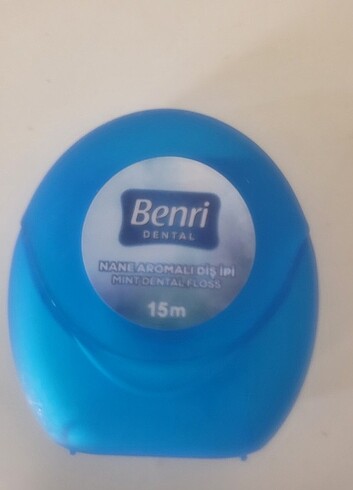 Benri
DENTAL
NANE AROMALI DİŞ İPİ
MINT DENTAL FLOSS
15m